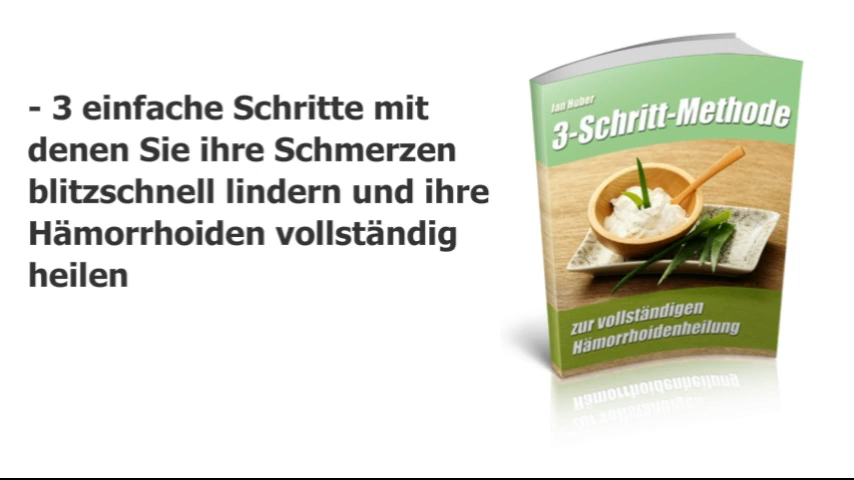 - 3 einfache Schritte mit
denen Sie ihre Schmerzen
blitzschnell lindern und ihre
Hämorrhoiden vollständig
heilen
Jan Huber
3-Schritt-Methode
zur vollständigen
Hämorrhoidenheilung